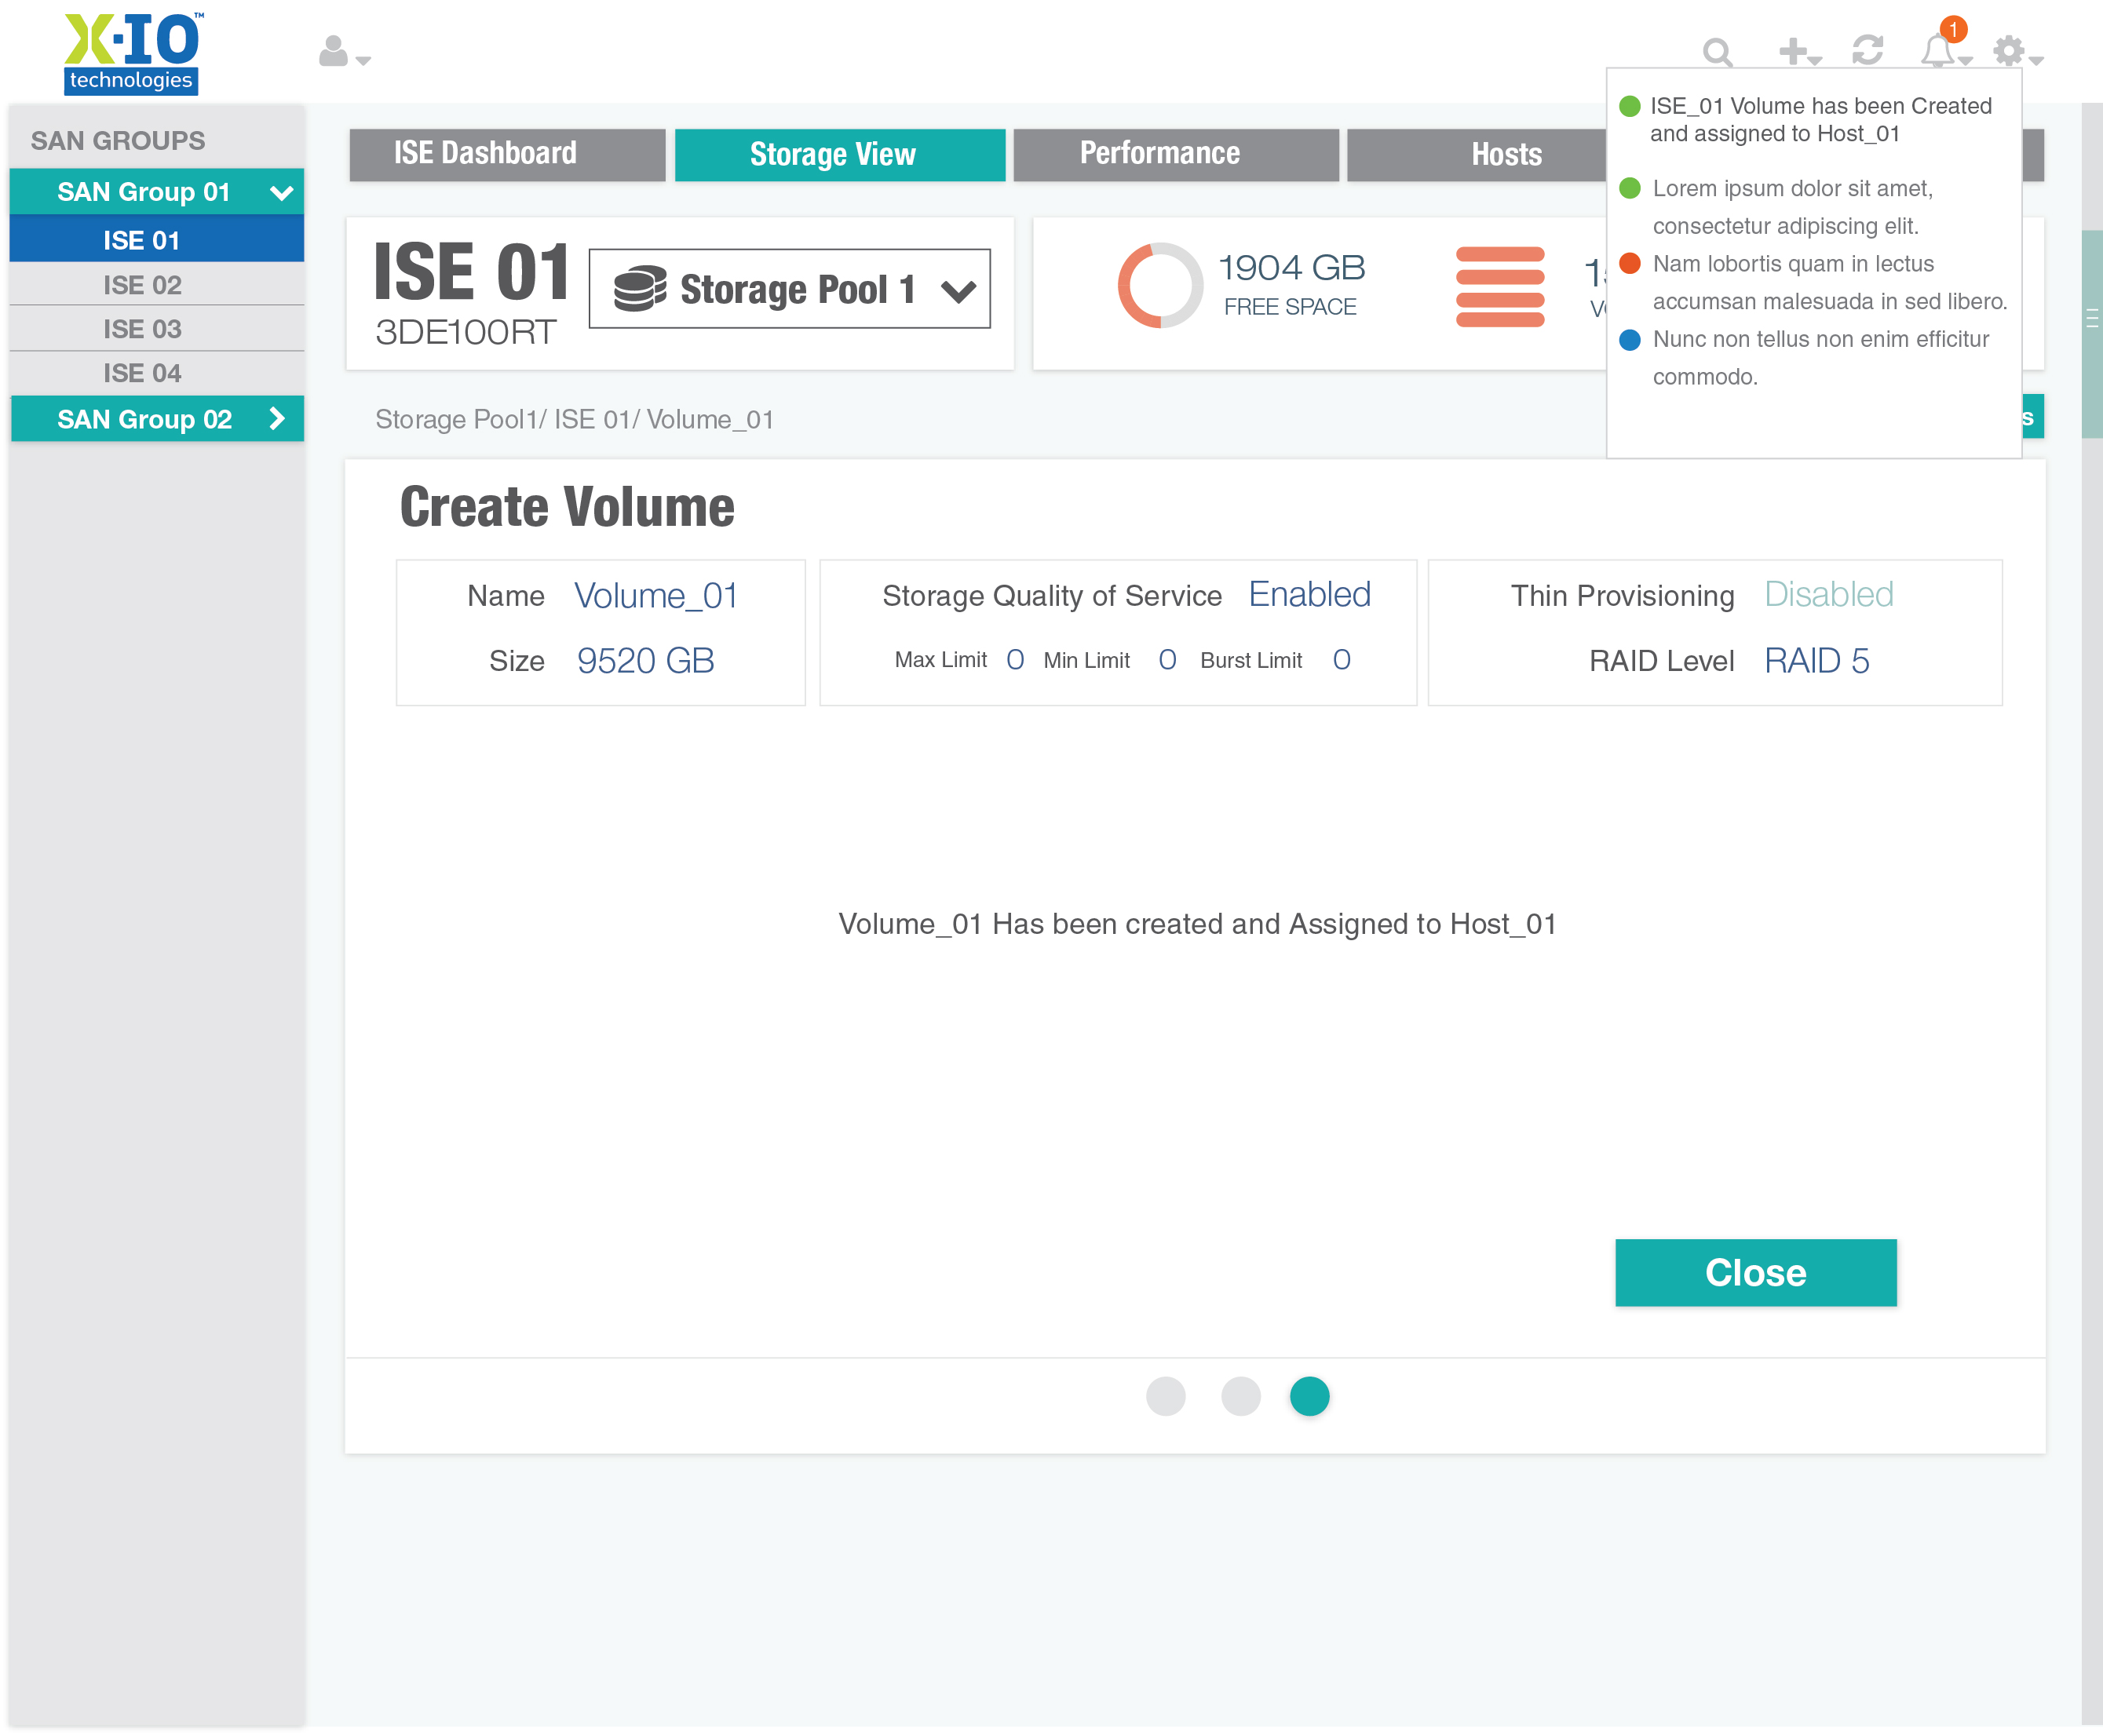 X-IO™
technologies
1
SAN GROUPS
SAN Group 01
ISE 01
ISE 02
ISE 03
ISE 04
SAN Group 02
ISE Dashboard
Storage View
Performance
Hosts
ISE_01 Volume has been Created
and assigned to Host_01
Lorem ipsum dolor sit amet,
consectetur adipiscing elit.
Nam lobortis quam in lectus
accumsan malesuada in sed libero.
Nunc non tellus non enim efficitur
commodo.
ISE 01
3DE100RT
Storage Pool 1
1904 GB
FREE SPACE
Storage Pool1/ ISE 01/ Volume_01
s
Create Volume
Name Volume_01
Size 9520 GB
Storage Quality of Service Enabled
Max Limit 0 Min Limit 0 Burst Limit 0
Thin Provisioning Disabled
RAID Level RAID 5
Volume_01 Has been created and Assigned to Host_01
Close